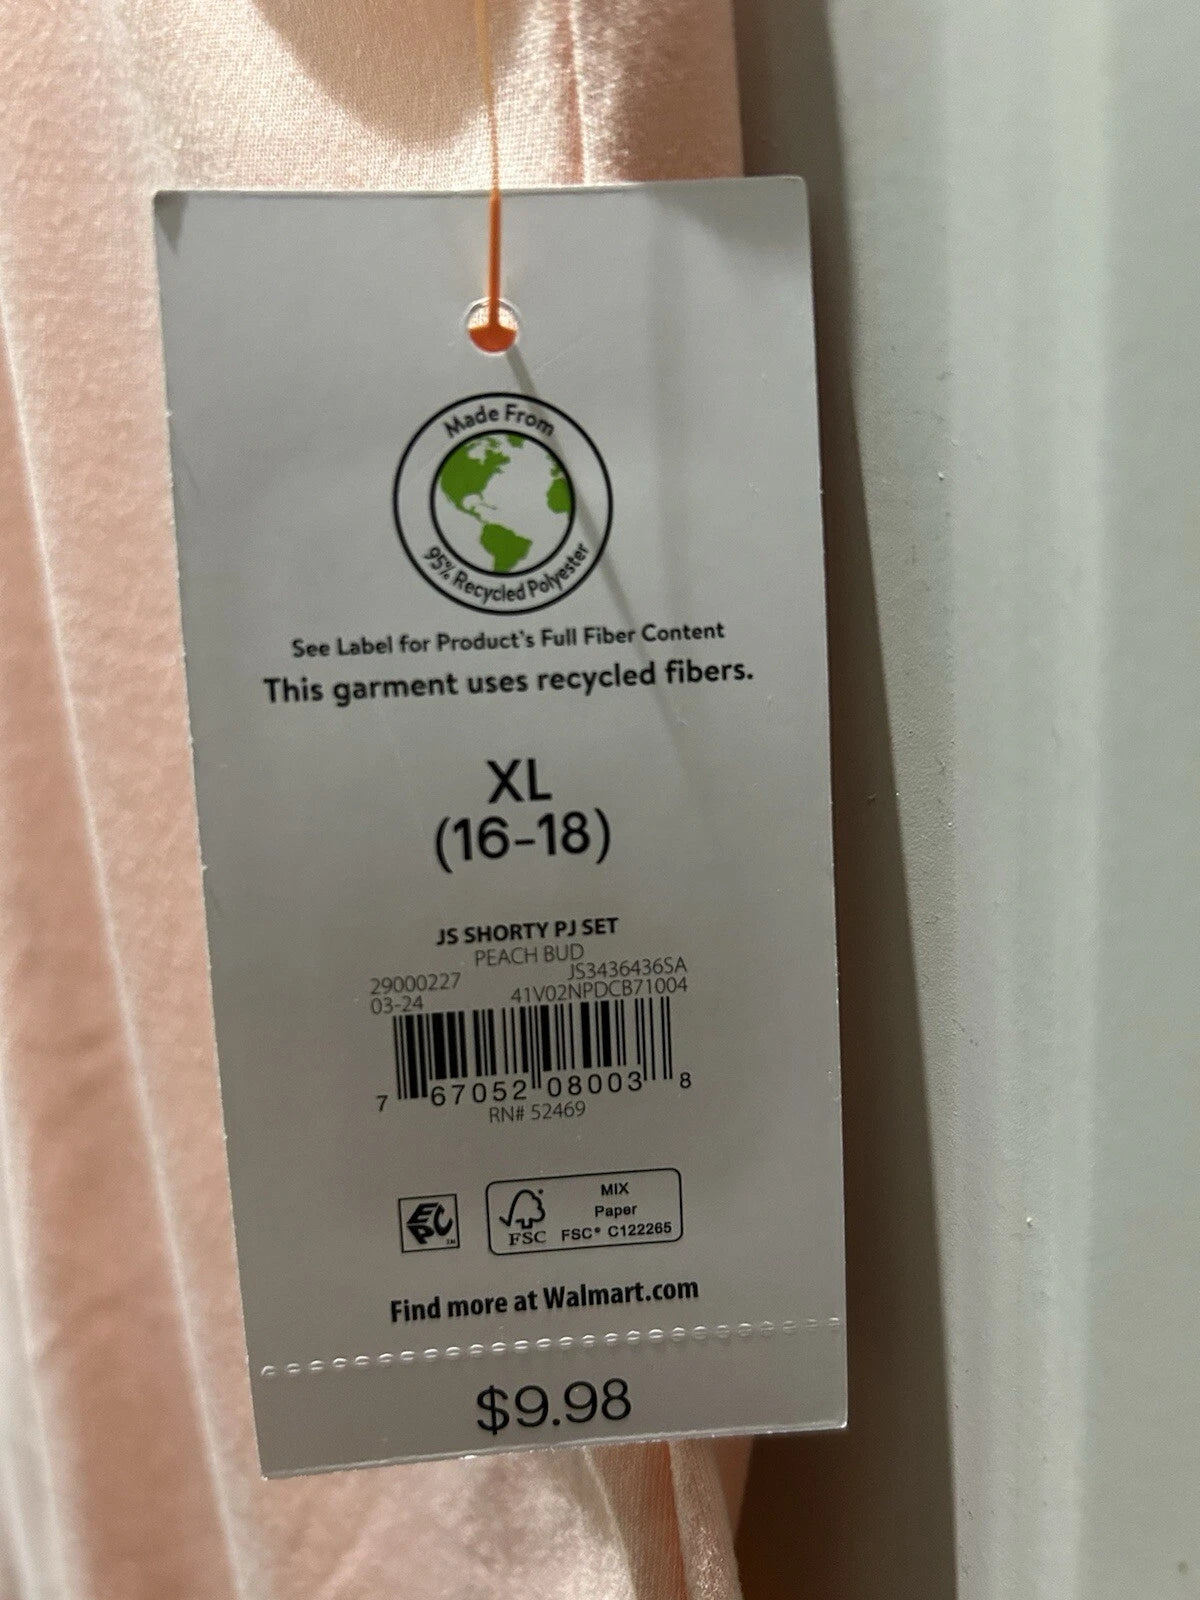 Made From
95% Recycled Polyester
See Label for Product's Full Fiber Content
This garment uses recycled fibers.
XL
(16-18)
JS SHORTY PJ SET
PEACH BUD
29000227 JS3436436SA
03-24 41V02NPDCB71004
7 67052 08003 8
RN# 52469
EPC TM
FSC
MIX
Paper
FSC® C122265
Find more at Walmart.com
$9.98